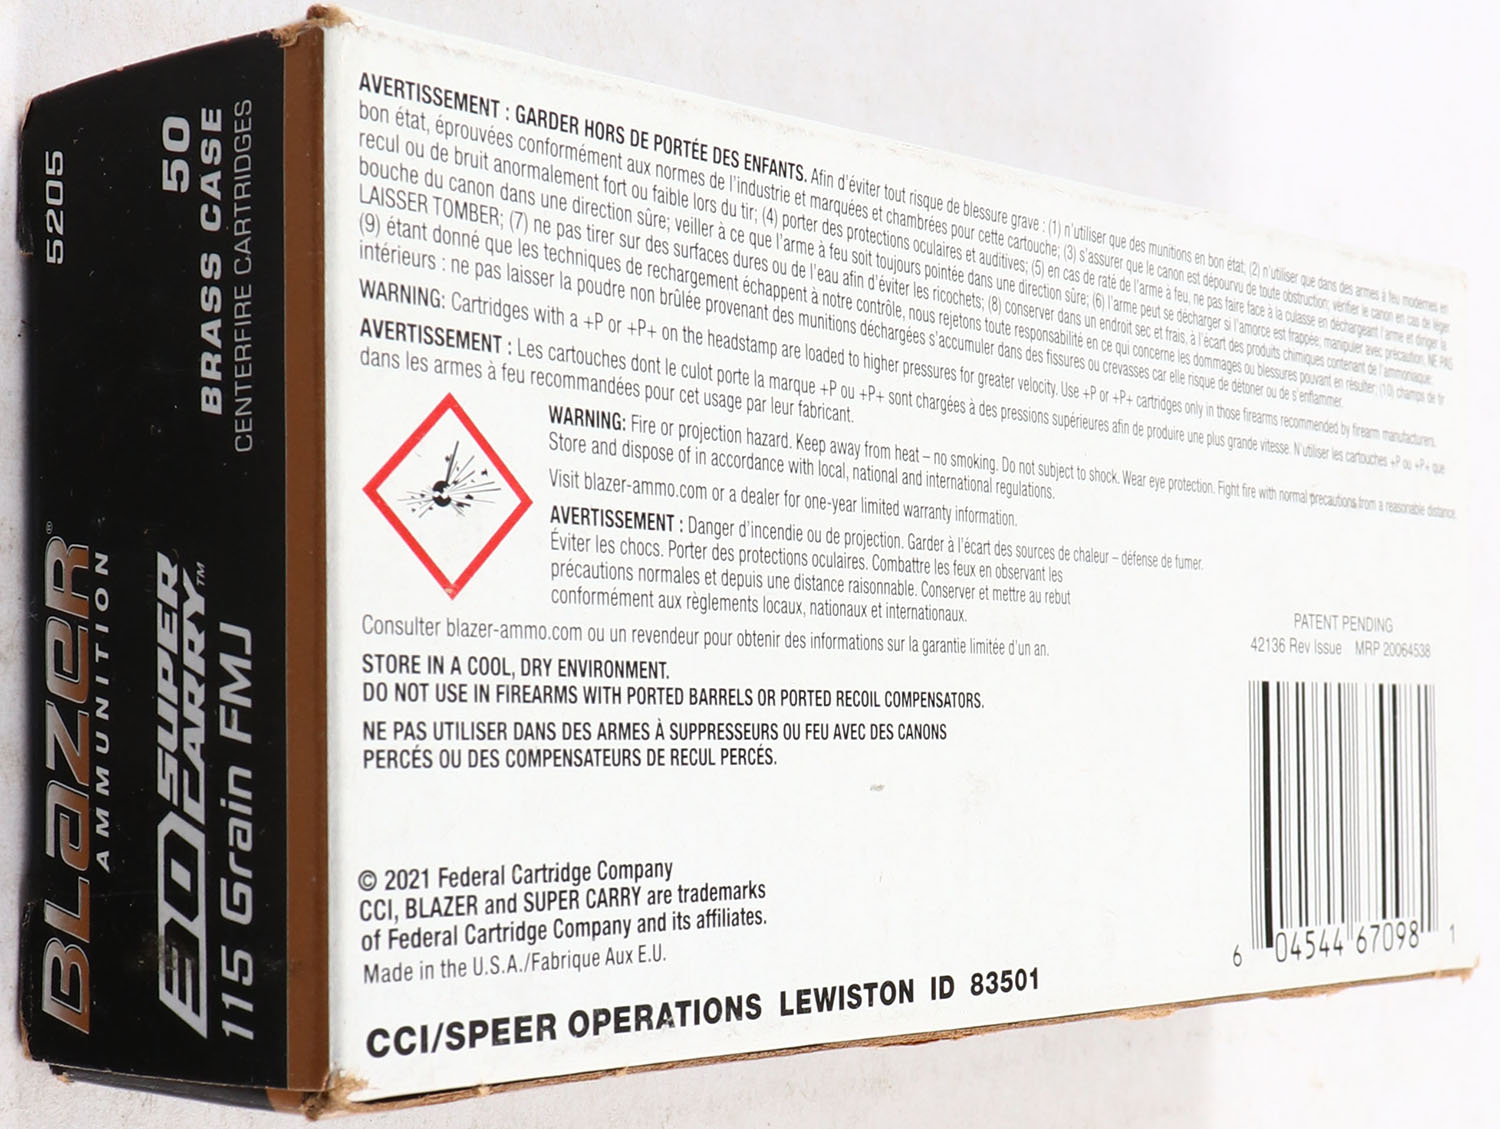 5205
50
BRASS CASE
CENTERFIRE CARTRIDGES
BLaZER®
AMMUNITION
30 SUPER
CARRY™
115 Grain FMJ
AVERTISSEMENT : GARDER HORS DE PORTÉE DES ENFANTS. Afin d'éviter tout risque de blessure grave : (1) n'utiliser que des munitions en bon état; (2) n'utiliser que dans des armes à feu modernes en
bon état, éprouvées conformément aux normes de l'industrie et marquées et chambrées pour cette cartouche; (3) s'assurer que le canon est dépourvu de toute obstruction; vérifier le canon en cas de léger
recul ou de bruit anormalement fort ou faible lors du tir; (4) porter des protections oculaires et auditives; (5) en cas de raté de l'arme à feu, ne pas faire face à la culasse en déchargeant l'arme et diriger la
bouche du canon dans une direction sûre; veiller à ce que l'arme à feu soit toujours pointée dans une direction sûre; (6) l'arme peut se décharger si l'amorce est frappée; manipuler avec précaution. NE PAS
LAISSER TOMBER; (7) ne pas tirer sur des surfaces dures ou de l'eau afin d'éviter les ricochets; (8) conserver dans un endroit sec et frais, à l'écart des produits chimiques contenant de l'ammoniaque;
(9) étant donné que les techniques de rechargement échappent à notre contrôle, nous rejetons toute responsabilité en ce qui concerne les dommages ou blessures pouvant en résulter; (10) champs de tir
intérieurs : ne pas laisser la poudre non brûlée provenant des munitions déchargées s'accumuler dans des fissures ou crevasses car elle risque de détoner ou de s'enflammer.
WARNING: Cartridges with a +P or +P+ on the headstamp are loaded to higher pressures for greater velocity. Use +P or +P+ cartridges only in those firearms recommended by firearm manufacturers.
AVERTISSEMENT : Les cartouches dont le culot porte la marque +P ou +P+ sont chargées à des pressions supérieures afin de produire une plus grande vitesse. N'utiliser les cartouches +P ou +P+ que
dans les armes à feu recommandées pour cet usage par leur fabricant.
WARNING: Fire or projection hazard. Keep away from heat – no smoking. Do not subject to shock. Wear eye protection. Fight fire with normal precautions from a reasonable distance.
Store and dispose of in accordance with local, national and international regulations.
Visit blazer-ammo.com or a dealer for one-year limited warranty information.
AVERTISSEMENT : Danger d'incendie ou de projection. Garder à l'écart des sources de chaleur – défense de fumer.
Éviter les chocs. Porter des protections oculaires. Combattre les feux en observant les
précautions normales et depuis une distance raisonnable. Conserver et mettre au rebut
conformément aux règlements locaux, nationaux et internationaux.
Consulter blazer-ammo.com ou un revendeur pour obtenir des informations sur la garantie limitée d'un an.
STORE IN A COOL, DRY ENVIRONMENT.
DO NOT USE IN FIREARMS WITH PORTED BARRELS OR PORTED RECOIL COMPENSATORS.
NE PAS UTILISER DANS DES ARMES À SUPPRESSEURS OU FEU AVEC DES CANONS
PERCÉS OU DES COMPENSATEURS DE RECUL PERCÉS.
PATENT PENDING
42136 Rev Issue MRP 20064538
6 04544 67098 1
© 2021 Federal Cartridge Company
CCI, BLAZER and SUPER CARRY are trademarks
of Federal Cartridge Company and its affiliates.
Made in the U.S.A./Fabrique Aux E.U.
CCI/SPEER OPERATIONS LEWISTON ID 83501